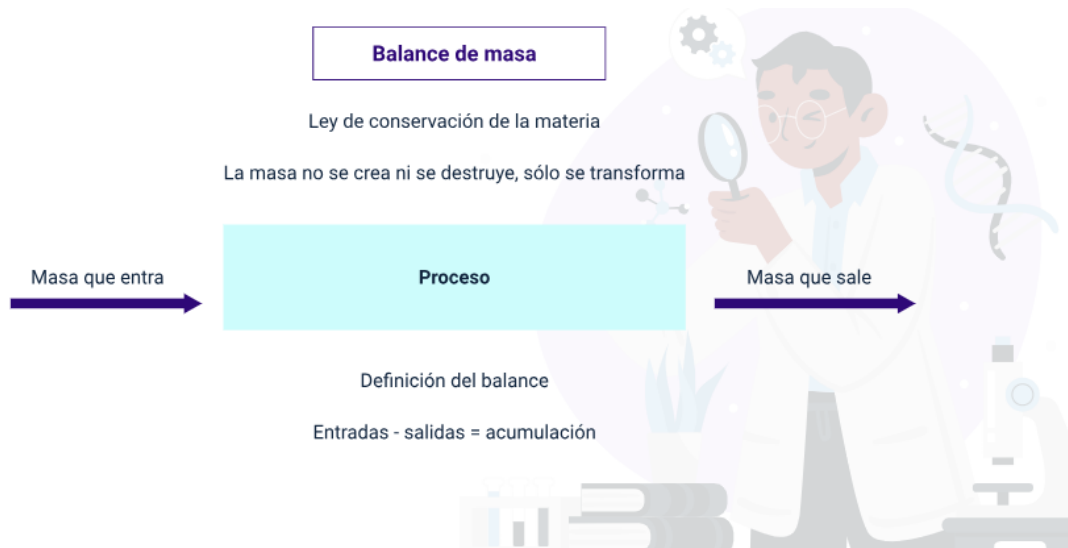 Balance de masa
Ley de conservación de la materia
La masa no se crea ni se destruye, sólo se transforma
Masa que entra
Proceso
Masa que sale
Definición del balance
Entradas - salidas = acumulación